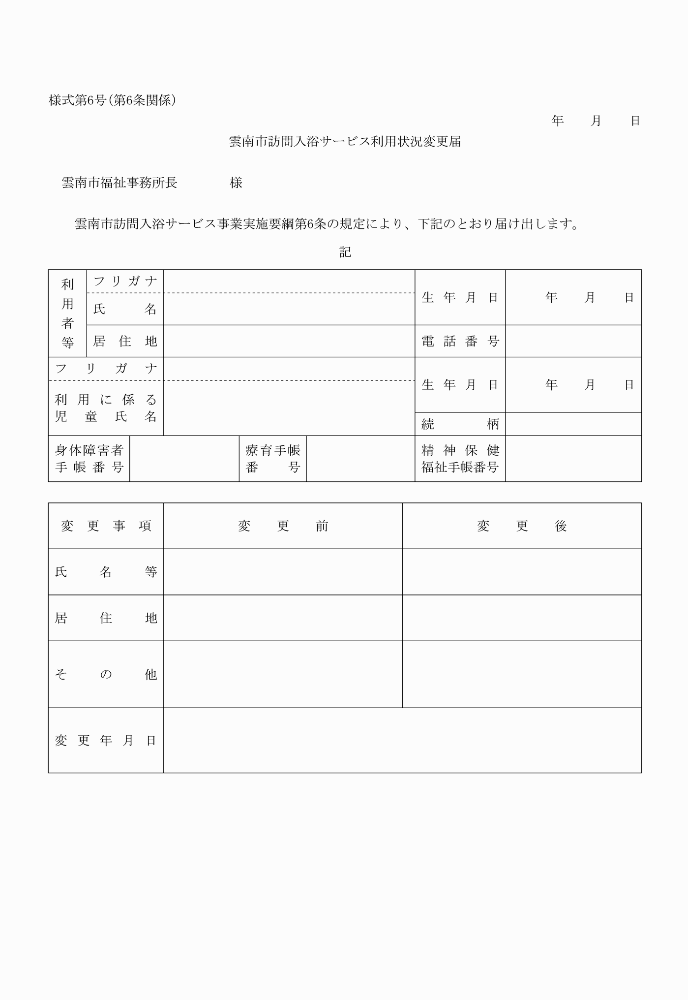 様式第6号(第6条関係)
年 月 日
雲南市訪問入浴サービス利用状況変更届
雲南市福祉事務所長 様
雲南市訪問入浴サービス事業実施要綱第6条の規定により、下記のとおり届け出します。
記
利用者等
フリガナ
氏名
生年月日
年 月 日
居住地
電話番号
フリガナ
利用に係る
児童氏名
生年月日
年 月 日
続柄
身体障害者
手帳番号
療育手帳
番号
精神保健
福祉手帳番号
変更事項
変更前
変更後
氏名等
居住地
その他
変更年月日